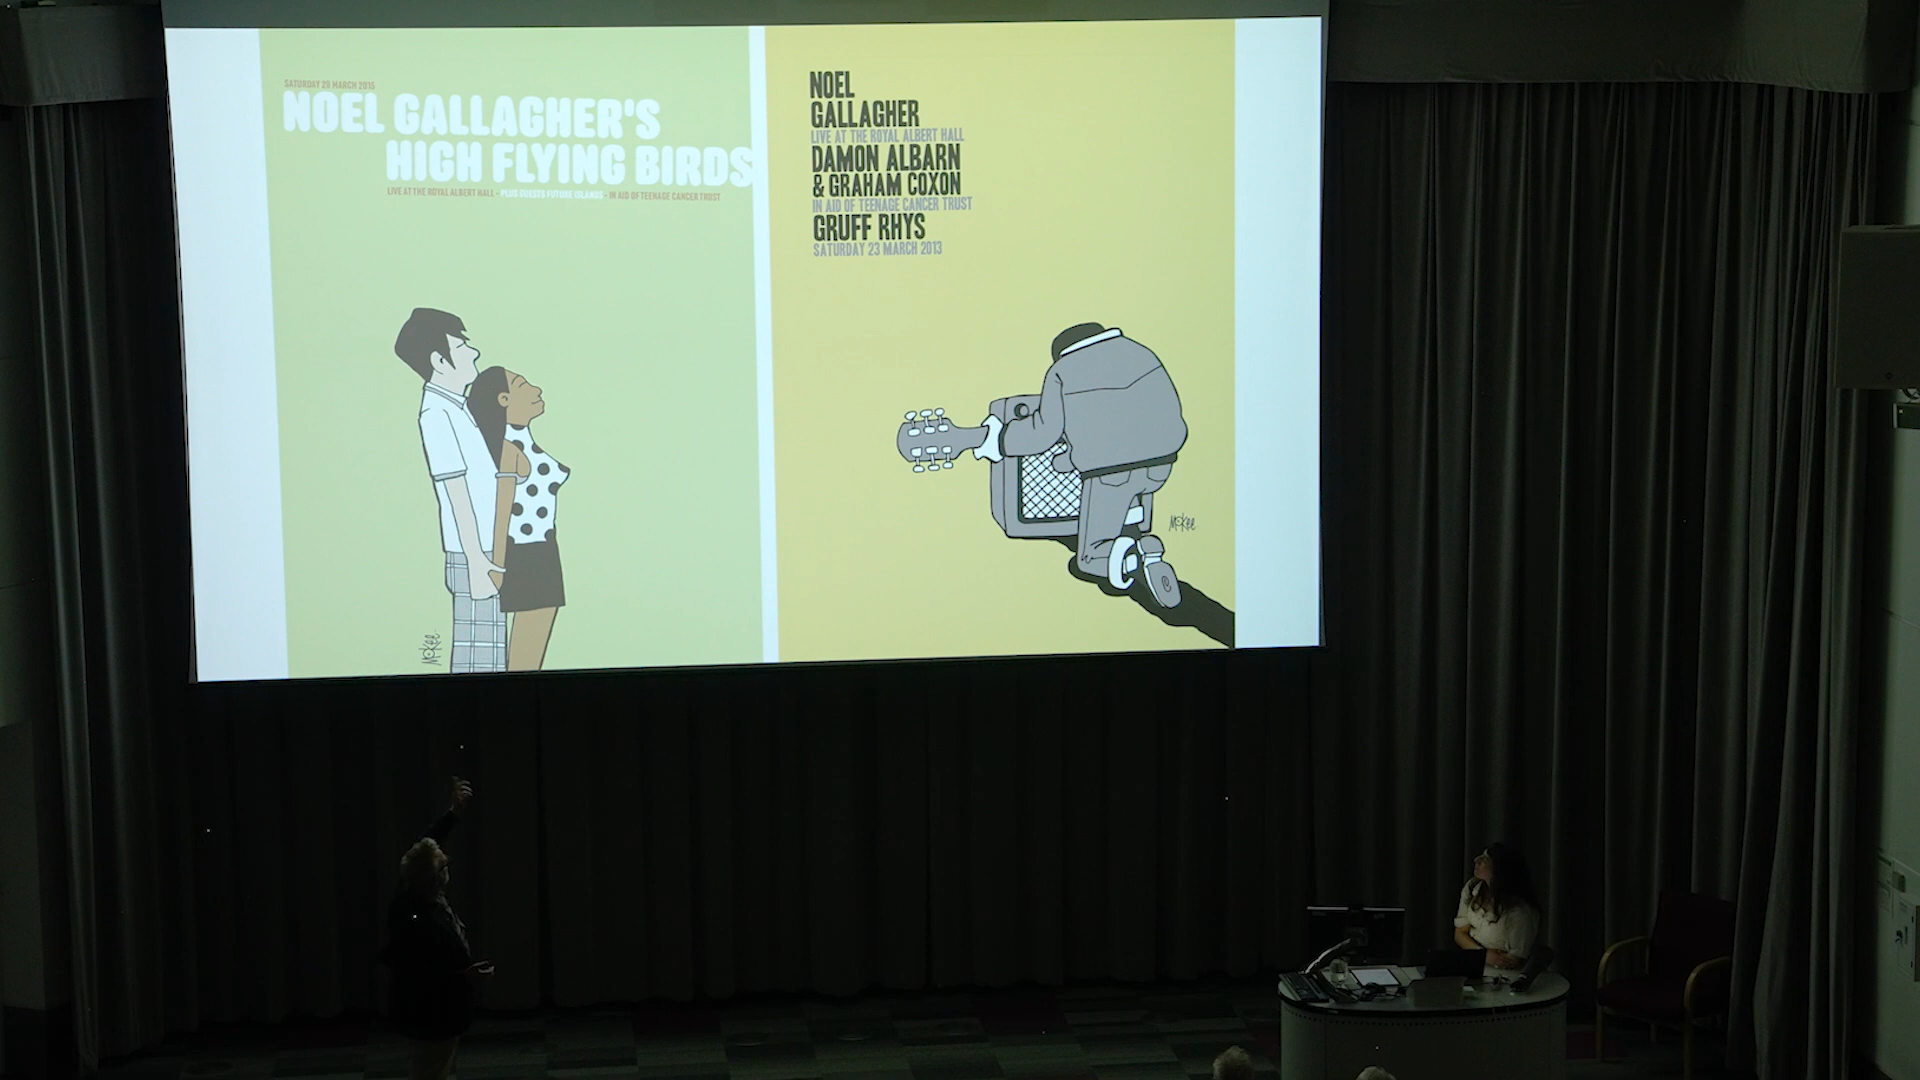 SATURDAY 28 MARCH 2015
NOEL GALLAGHER'S
HIGH FLYING BIRDS
LIVE AT THE ROYAL ALBERT HALL - PLUS GUESTS FUTURE ISLANDS - IN AID OF TEENAGE CANCER TRUST
McKee
NOEL
GALLAGHER
LIVE AT THE ROYAL ALBERT HALL
DAMON ALBARN
& GRAHAM COXON
IN AID OF TEENAGE CANCER TRUST
GRUFF RHYS
SATURDAY 23 MARCH 2013
McKee